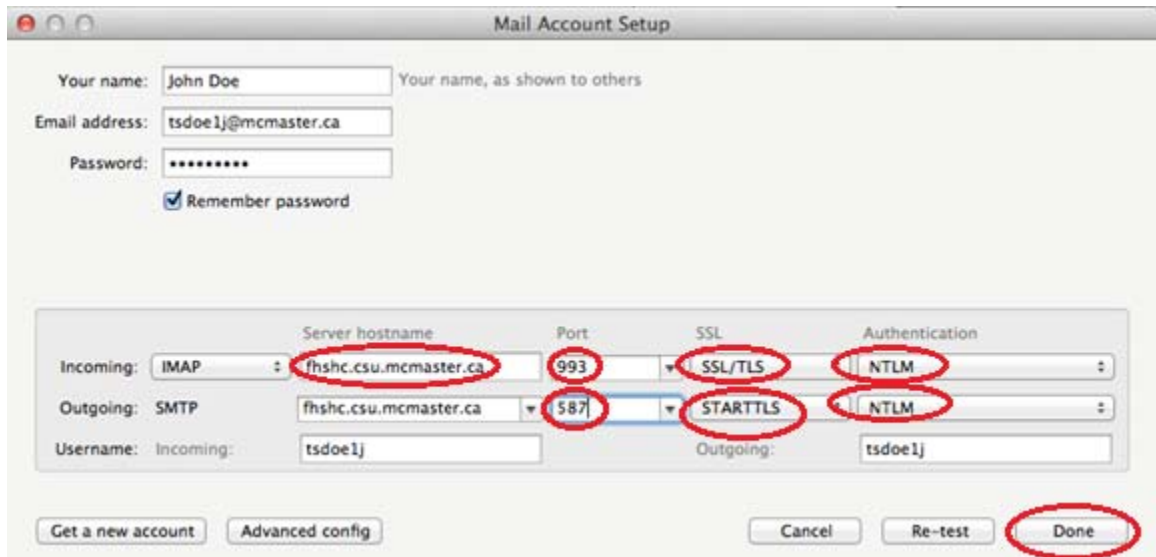 Mail Account Setup
Your name: John Doe Your name, as shown to others
Email address: tsdoe1j@mcmaster.ca
Password: •••••••••
Remember password
Server hostname Port SSL Authentication
Incoming: IMAP fhshc.csu.mcmaster.ca 993 SSL/TLS NTLM
Outgoing: SMTP fhshc.csu.mcmaster.ca 587 STARTTLS NTLM
Username: Incoming: tsdoe1j Outgoing: tsdoe1j
Get a new account Advanced config Cancel Re-test Done